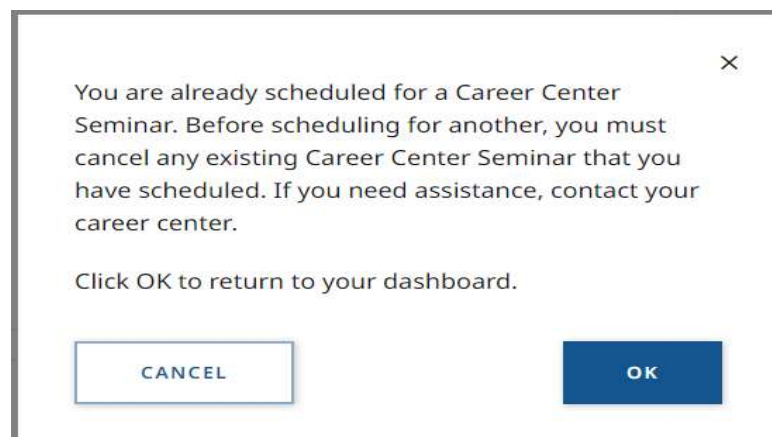 You are already scheduled for a Career Center
Seminar. Before scheduling for another, you must
cancel any existing Career Center Seminar that you
have scheduled. If you need assistance, contact your
career center.
Click OK to return to your dashboard.
CANCEL
OK